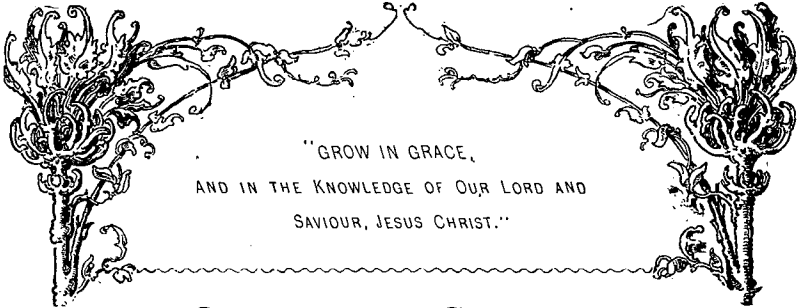 "GROW IN GRACE,
AND IN THE KNOWLEDGE OF OUR LORD AND
SAVIOUR, JESUS CHRIST."